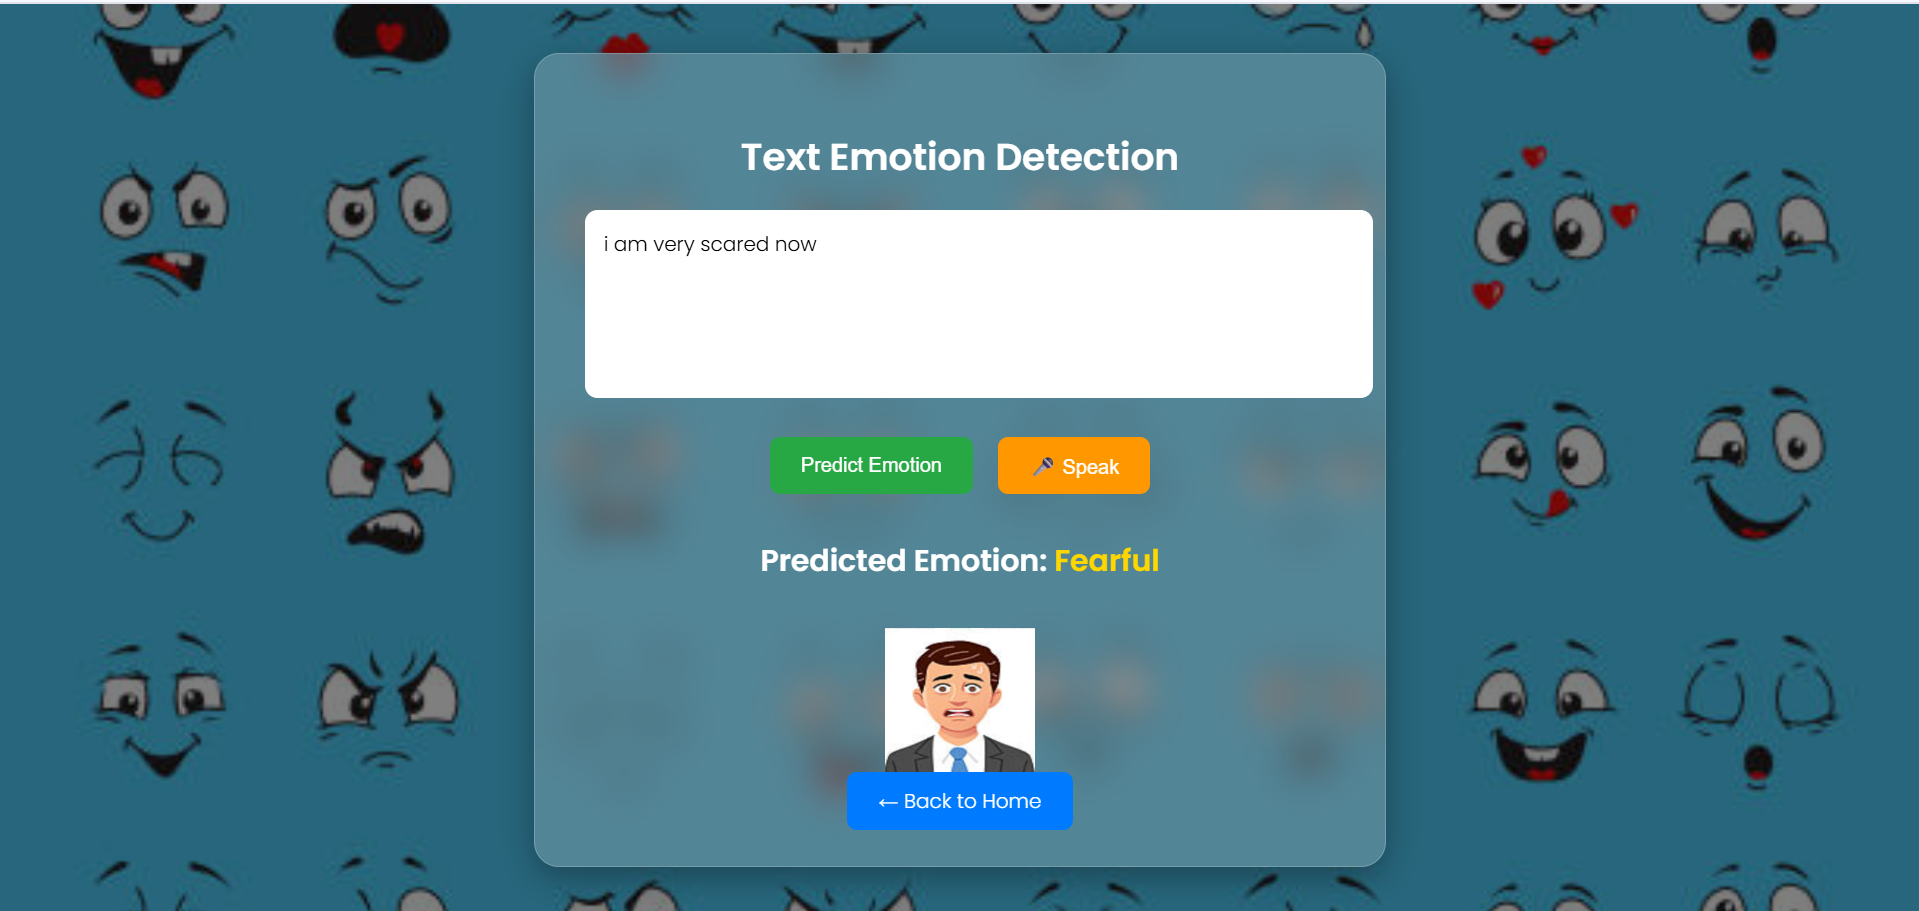 Text Emotion Detection
i am very scared now
Predict Emotion
🎤 Speak
Predicted Emotion: Fearful
← Back to Home